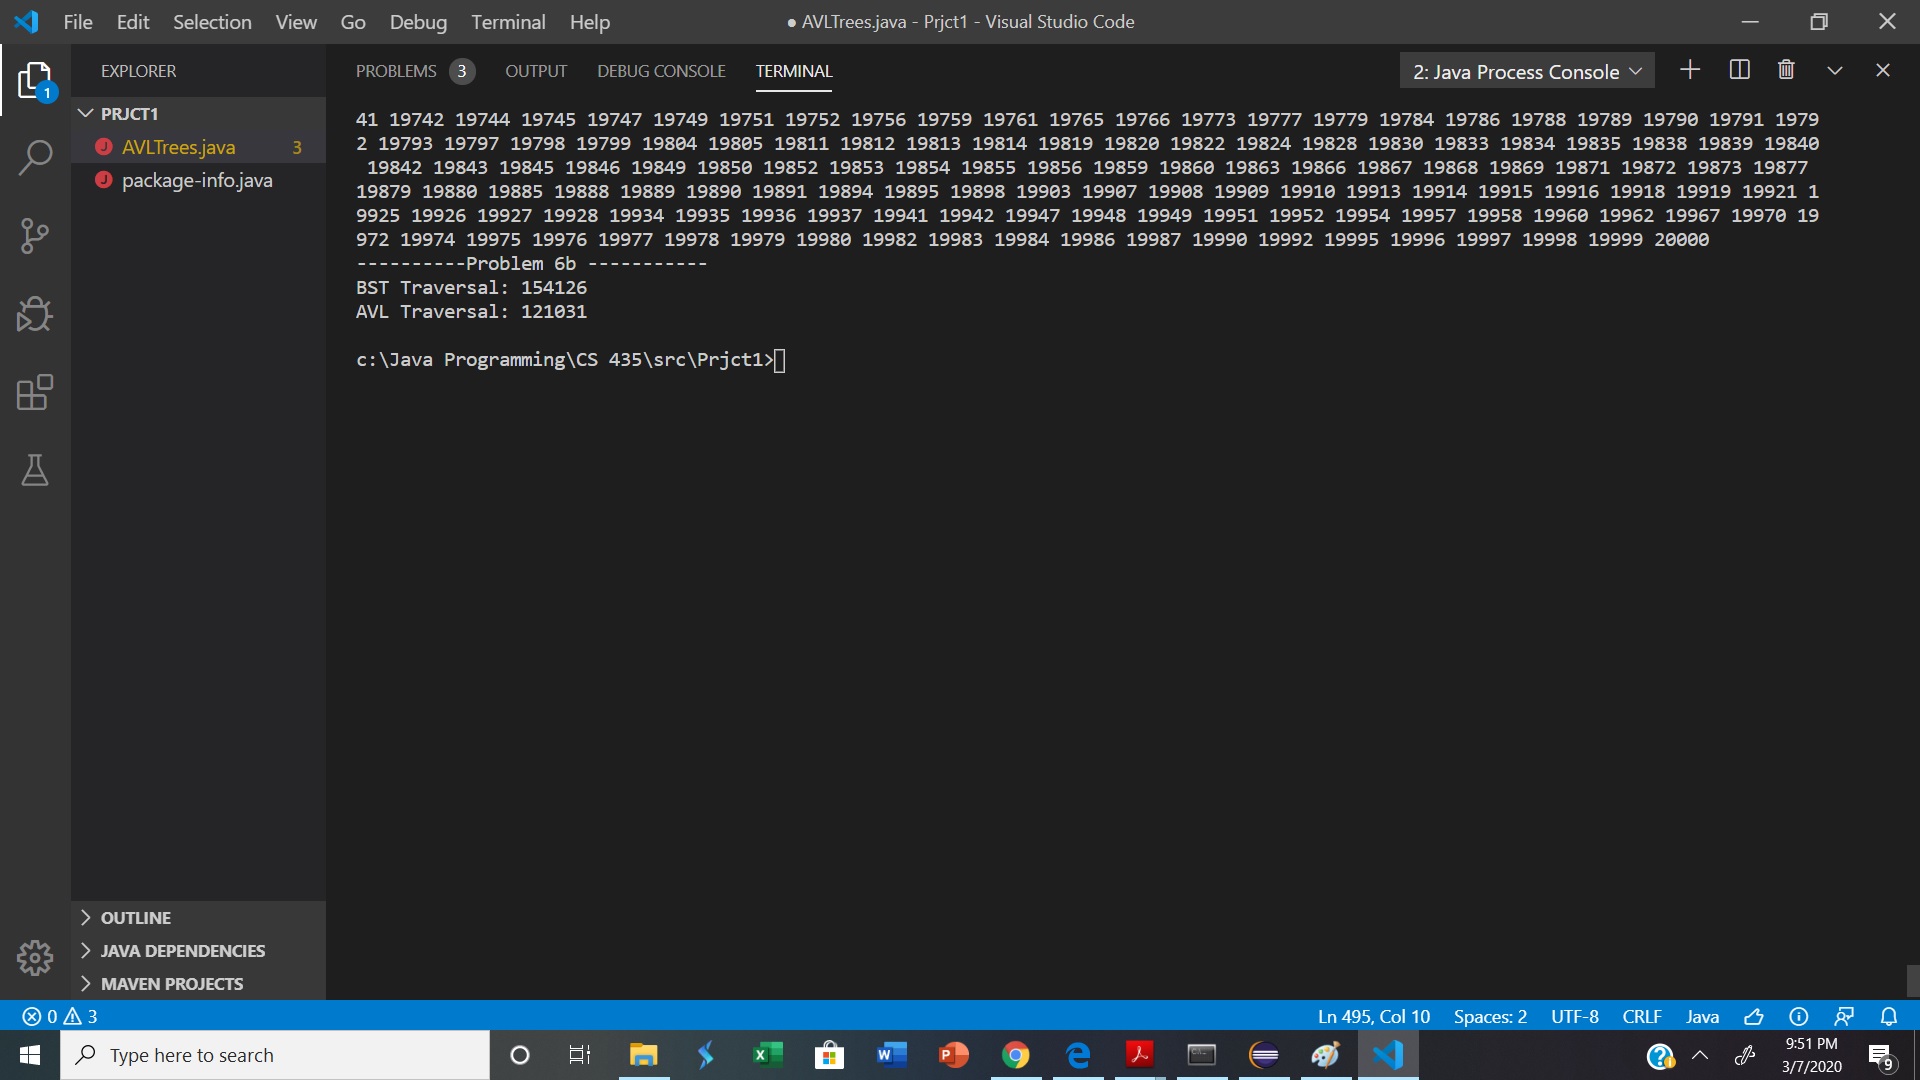 File Edit Selection View Go Debug Terminal Help
● AVLTrees.java - Prjct1 - Visual Studio Code
1
EXPLORER
PRJCT1
AVLTrees.java 3
package-info.java
OUTLINE
JAVA DEPENDENCIES
MAVEN PROJECTS
PROBLEMS 3 OUTPUT DEBUG CONSOLE TERMINAL
2: Java Process Console
41 19742 19744 19745 19747 19749 19751 19752 19756 19759 19761 19765 19766 19773 19777 19779 19784 19786 19788 19789 19790 19791 1979
2 19793 19797 19798 19799 19804 19805 19811 19812 19813 19814 19819 19820 19822 19824 19828 19830 19833 19834 19835 19838 19839 19840
19842 19843 19845 19846 19849 19850 19852 19853 19854 19855 19856 19859 19860 19863 19866 19867 19868 19869 19871 19872 19873 19877
19879 19880 19885 19888 19889 19890 19891 19894 19895 19898 19903 19907 19908 19909 19910 19913 19914 19915 19916 19918 19919 19921 1
9925 19926 19927 19928 19934 19935 19936 19937 19941 19942 19947 19948 19949 19951 19952 19954 19957 19958 19960 19962 19967 19970 19
972 19974 19975 19976 19977 19978 19979 19980 19982 19983 19984 19986 19987 19990 19992 19995 19996 19997 19998 19999 20000
----------Problem 6b -----------
BST Traversal: 154126
AVL Traversal: 121031
c:\Java Programming\CS 435\src\Prjct1>
0 3
Ln 495, Col 10 Spaces: 2 UTF-8 CRLF Java
Type here to search
9:51 PM
3/7/2020
9